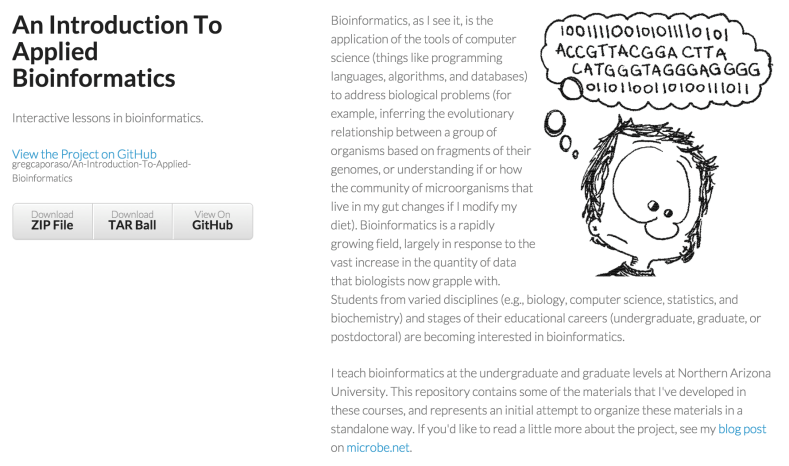 An Introduction To
Applied
Bioinformatics
Interactive lessons in bioinformatics.
View the Project on GitHub
gregcaporaso/An-Introduction-To-Applied-
Bioinformatics
Download
ZIP File
Download
TAR Ball
View On
GitHub
Bioinformatics, as I see it, is the
application of the tools of computer
science (things like programming
languages, algorithms, and databases)
to address biological problems (for
example, inferring the evolutionary
relationship between a group of
organisms based on fragments of their
genomes, or understanding if or how
the community of microorganisms that
live in my gut changes if I modify my
diet). Bioinformatics is a rapidly
growing field, largely in response to the
vast increase in the quantity of data
that biologists now grapple with.
Students from varied disciplines (e.g., biology, computer science, statistics, and
biochemistry) and stages of their educational careers (undergraduate, graduate, or
postdoctoral) are becoming interested in bioinformatics.
I teach bioinformatics at the undergraduate and graduate levels at Northern Arizona
University. This repository contains some of the materials that I've developed in
these courses, and represents an initial attempt to organize these materials in a
standalone way. If you'd like to read a little more about the project, see my blog post
on microbe.net.
1001111001010111110101
ACCGTTACGGA CTTA
CATGGGTAGGGAGGGG
01101100110100111011